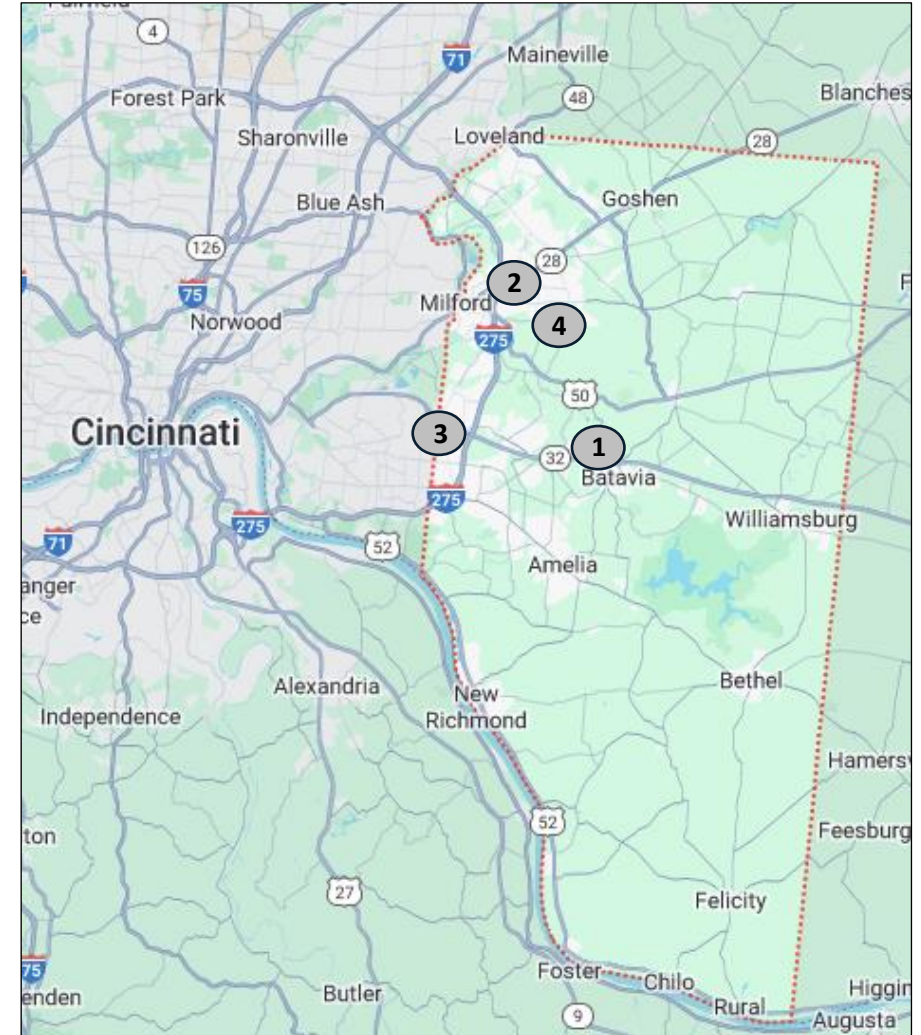 4
71
Maineville
Forest Park
48
Blanches
Sharonville
Loveland
28
Blue Ash
Goshen
126
28
75
2
Milford
F
Norwood
4
275
50
Cincinnati
3
32
1
Batavia
275
275
Williamsburg
71
52
Amelia
anger
ce
Alexandria
New
Richmond
Bethel
Independence
Hamersv
52
ton
Feesburg
27
Felicity
75
Foster
Chilo
enden
Butler
Rural
Higgin
9
Augusta